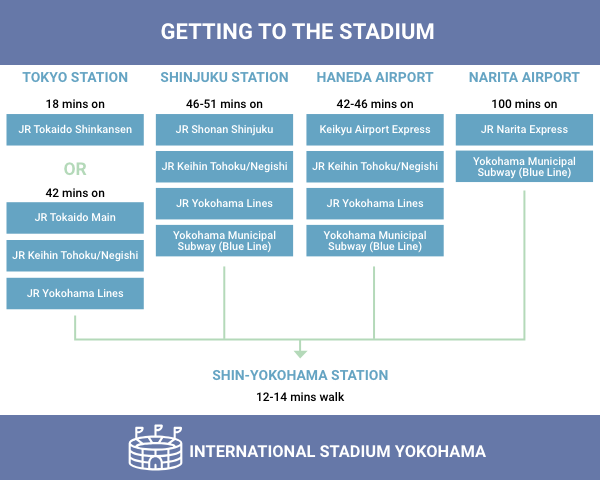 GETTING TO THE STADIUM
TOKYO STATION
18 mins on
JR Tokaido Shinkansen
OR
42 mins on
JR Tokaido Main
JR Keihin Tohoku/Negishi
JR Yokohama Lines
SHINJUKU STATION
46-51 mins on
JR Shonan Shinjuku
JR Keihin Tohoku/Negishi
JR Yokohama Lines
Yokohama Municipal
Subway (Blue Line)
HANEDA AIRPORT
42-46 mins on
Keikyu Airport Express
JR Keihin Tohoku/Negishi
JR Yokohama Lines
Yokohama Municipal
Subway (Blue Line)
NARITA AIRPORT
100 mins on
JR Narita Express
Yokohama Municipal
Subway (Blue Line)
SHIN-YOKOHAMA STATION
12-14 mins walk
INTERNATIONAL STADIUM YOKOHAMA